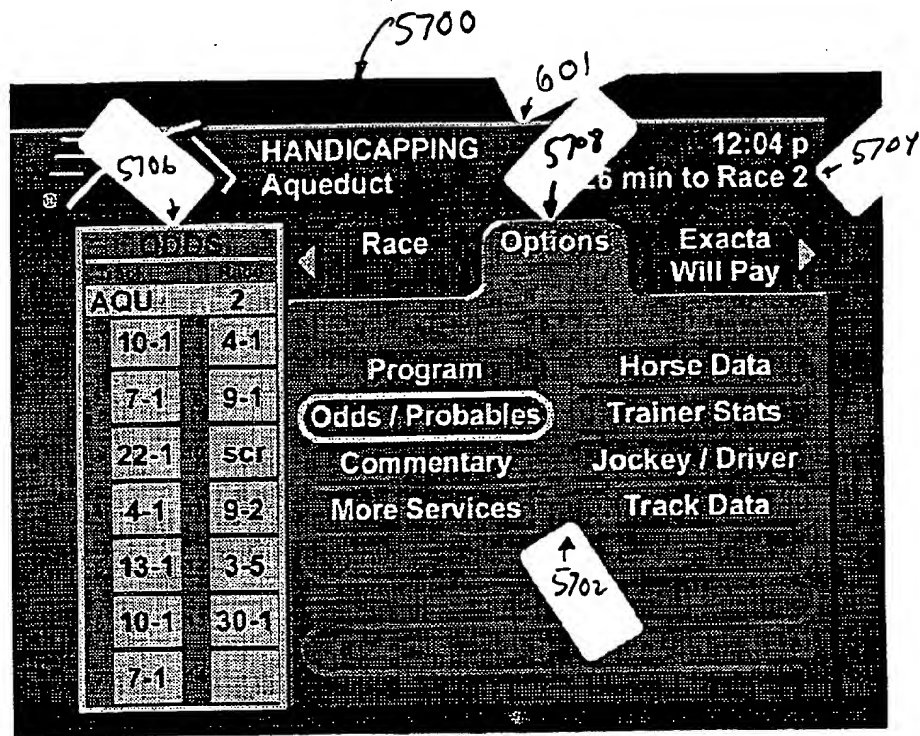 5700
601
HANDICAPPING
Aqueduct
12:04 p
6 min to Race 2
5704
5706
5708
ODDS
Race
Options
Exacta
Will Pay
AQU 2
10-1 4-1
7-1 9-1
22-1 scr
4-1 9-2
13-1 3-5
10-1 30-1
7-1
Program
Odds / Probables
Commentary
More Services
Horse Data
Trainer Stats
Jockey / Driver
Track Data
5702